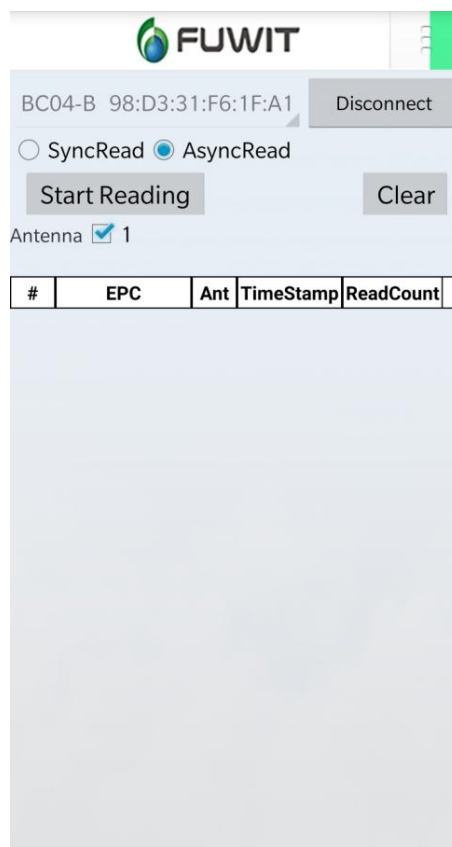 FUWIT
BC04-B 98:D3:31:F6:1F:A1 Disconnect
SyncRead AsyncRead
Start Reading Clear
Antenna 1
# EPC Ant TimeStamp ReadCount